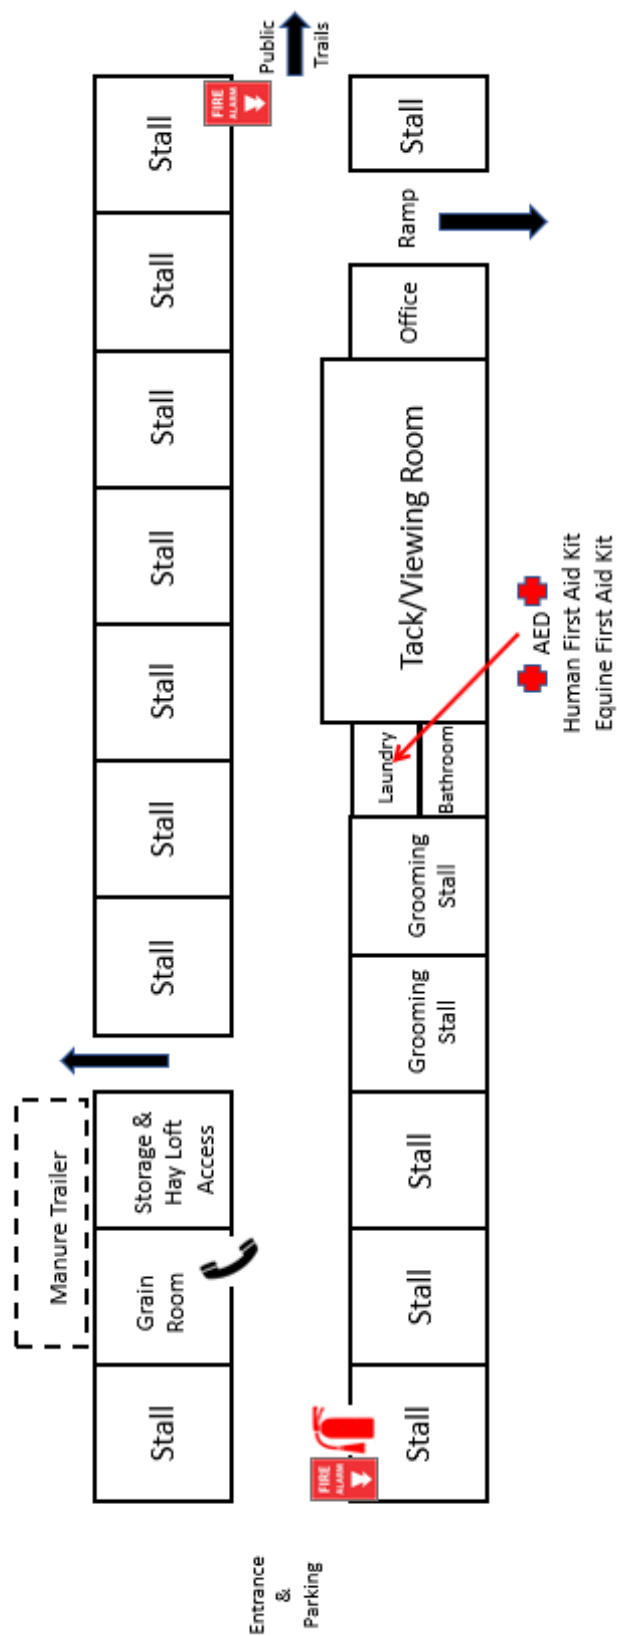 Manure Trailer
Stall
Grain
Room
Storage &
Hay Loft
Access
Stall
Stall
Stall
Stall
Stall
Stall
Stall
FIRE
ALARM
Entrance
&
Parking
Public
Trails
FIRE
ALARM
Stall
Stall
Stall
Grooming
Stall
Grooming
Stall
Laundry
Bathroom
Tack/Viewing Room
Office
Ramp
Stall
AED
Human First Aid Kit
Equine First Aid Kit